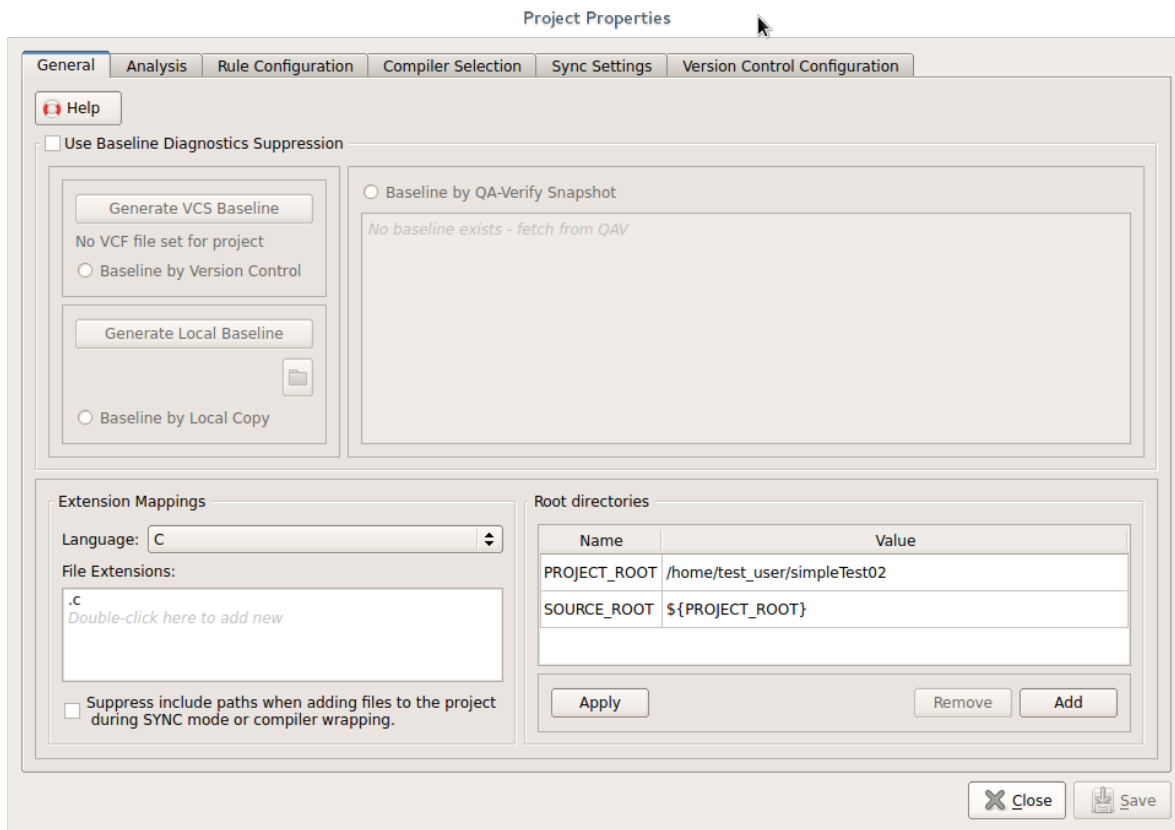 Project Properties
General Analysis Rule Configuration Compiler Selection Sync Settings Version Control Configuration
Help
Use Baseline Diagnostics Suppression
Generate VCS Baseline
No VCF file set for project
Baseline by Version Control
Generate Local Baseline
Baseline by Local Copy
Baseline by QA-Verify Snapshot
No baseline exists - fetch from QAV
Extension Mappings
Language: C
File Extensions:
.c
Double-click here to add new
Suppress include paths when adding files to the project
during SYNC mode or compiler wrapping.
Root directories
Name Value
PROJECT_ROOT /home/test_user/simpleTest02
SOURCE_ROOT ${PROJECT_ROOT}
Apply Remove Add
Close Save